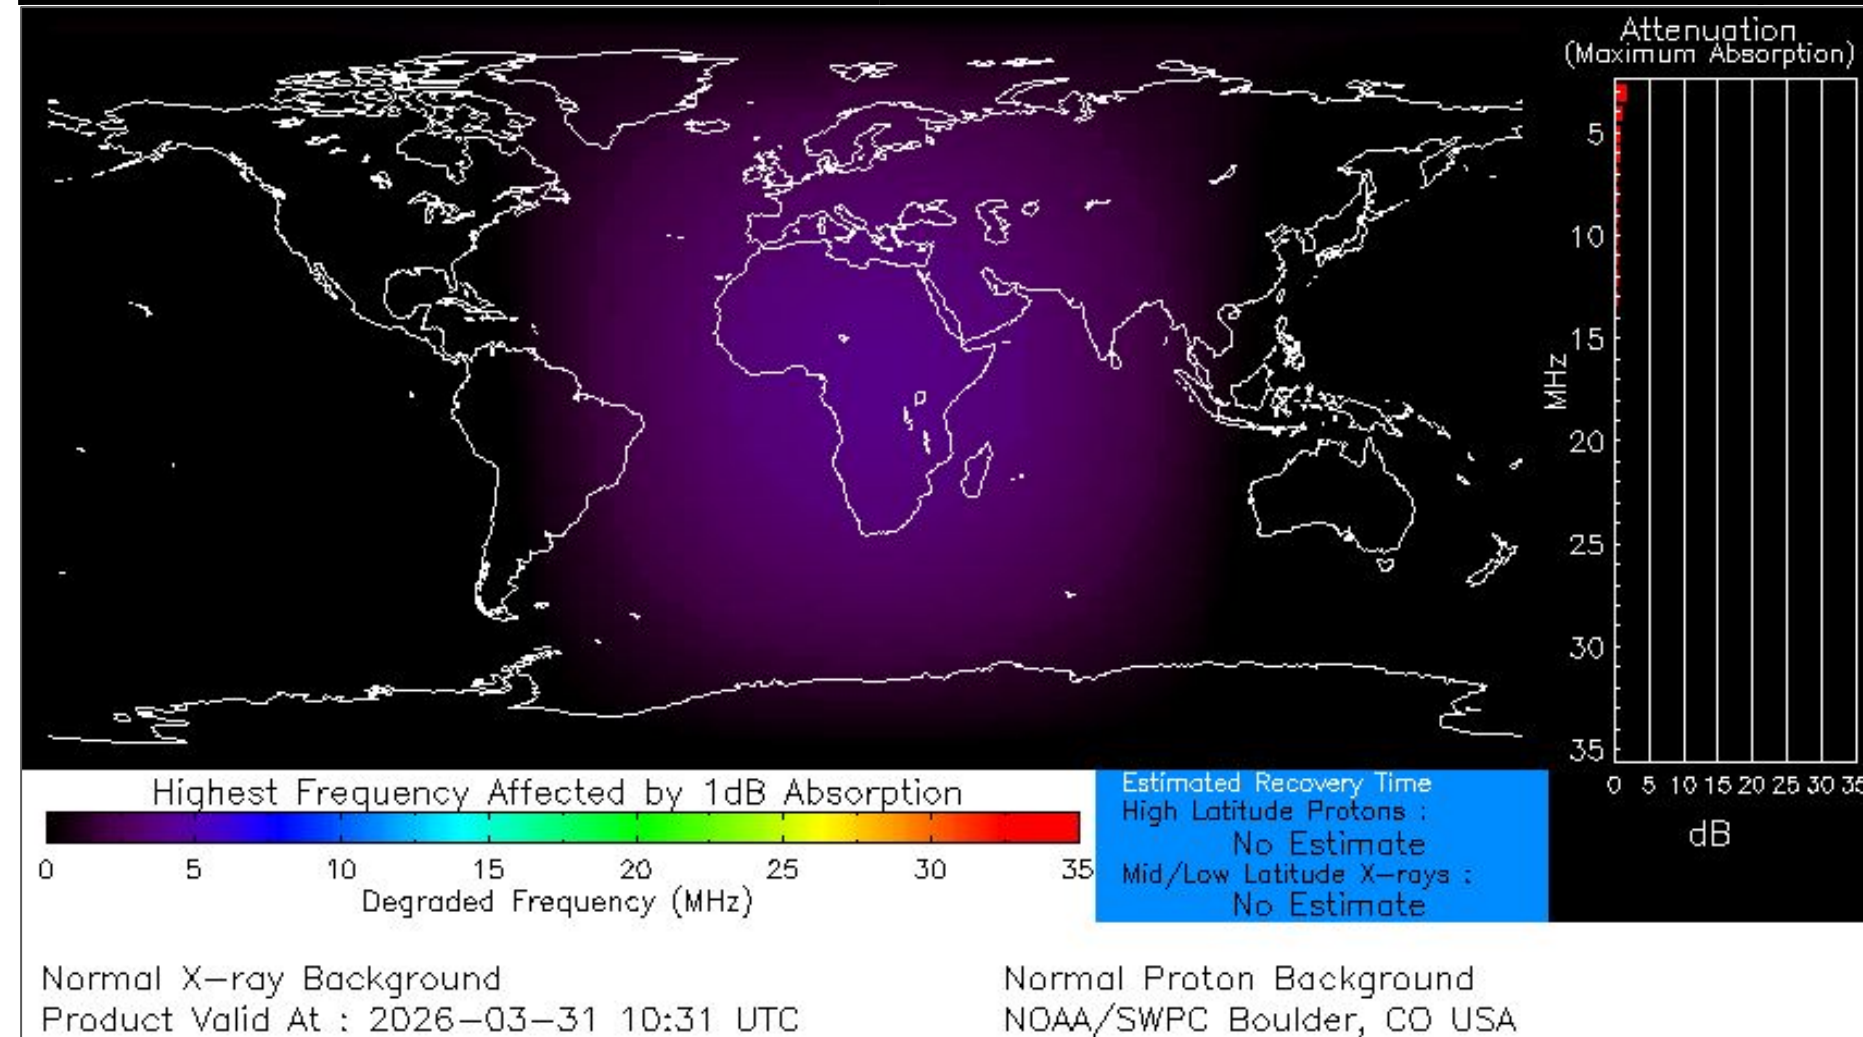 Attenuation
(Maximum Absorption)
5
10
15
20
25
30
35
MHz
0 5 10 15 20 25 30 35
dB
Highest Frequency Affected by 1dB Absorption
0 5 10 15 20 25 30 35
Degraded Frequency (MHz)
Estimated Recovery Time
High Latitude Protons :
No Estimate
Mid/Low Latitude X-rays :
No Estimate
Normal X-ray Background
Product Valid At : 2026-03-31 10:31 UTC
Normal Proton Background
NOAA/SWPC Boulder, CO USA